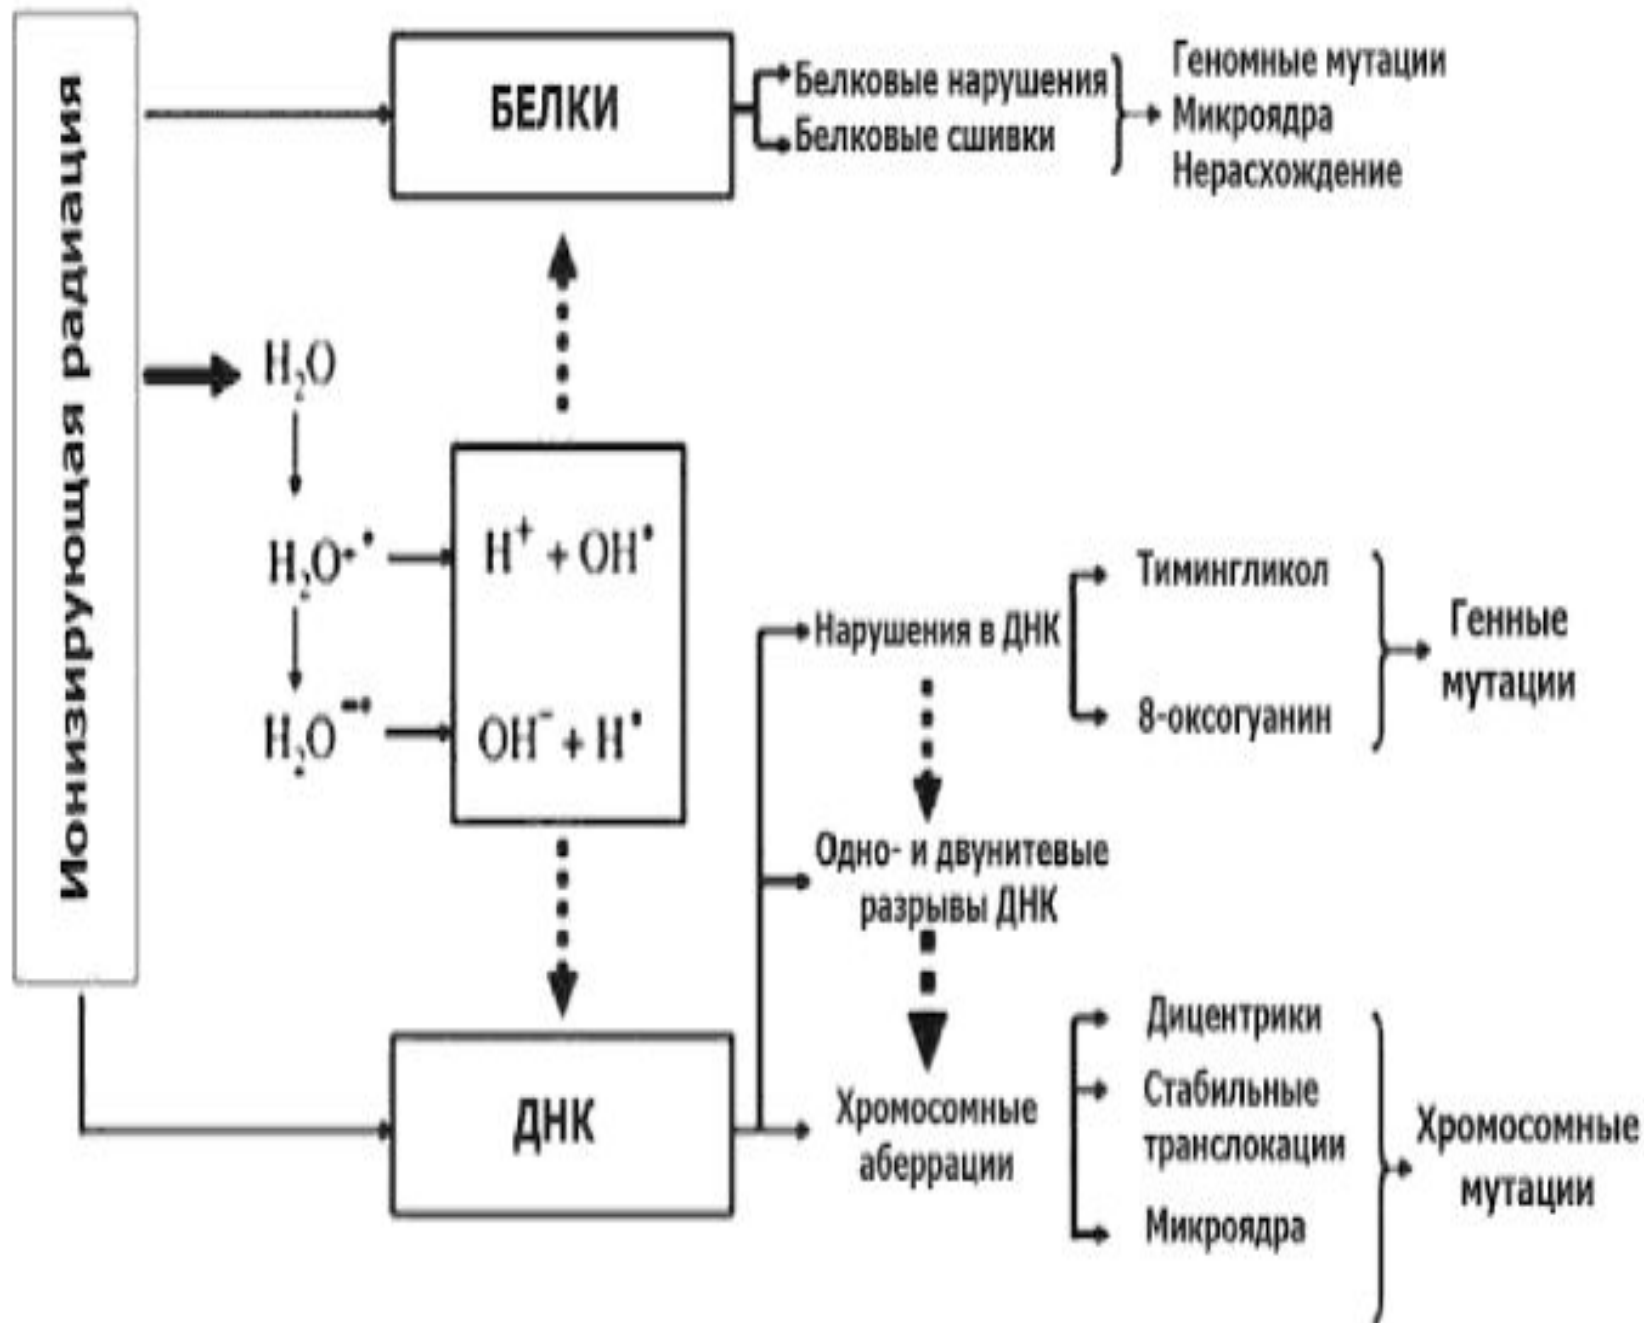 Ионизирующая радиация
БЕЛКИ
Белковые нарушения
Белковые сшивки
Геномные мутации
Микроядра
Нерасхождение
H₂O
H₂O⁺•
H₂O⁻•
H⁺ + OH•
OH⁻ + H•
ДНК
Нарушения в ДНК
Тимингликол
8-оксогуанин
Генные
мутации
Одно- и двунитевые
разрывы ДНК
Хромосомные
аберрации
Дицентрики
Стабильные
транслокации
Микроядра
Хромосомные
мутации